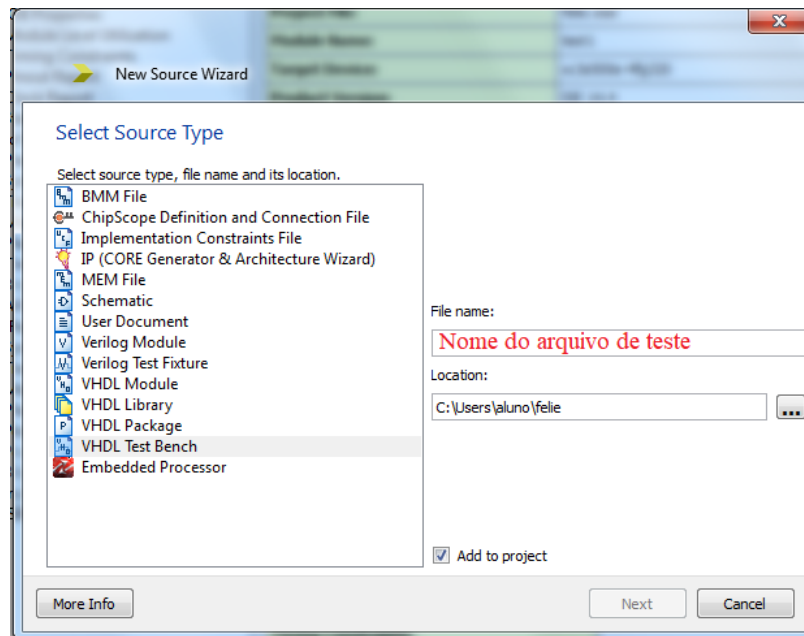 New Source Wizard
Select Source Type
Select source type, file name and its location.
BMM File
ChipScope Definition and Connection File
Implementation Constraints File
IP (CORE Generator & Architecture Wizard)
MEM File
Schematic
User Document
Verilog Module
Verilog Test Fixture
VHDL Module
VHDL Library
VHDL Package
VHDL Test Bench
Embedded Processor
File name:
Nome do arquivo de teste
Location:
C:\Users\aluno\felie
...
Add to project
More Info
Next
Cancel